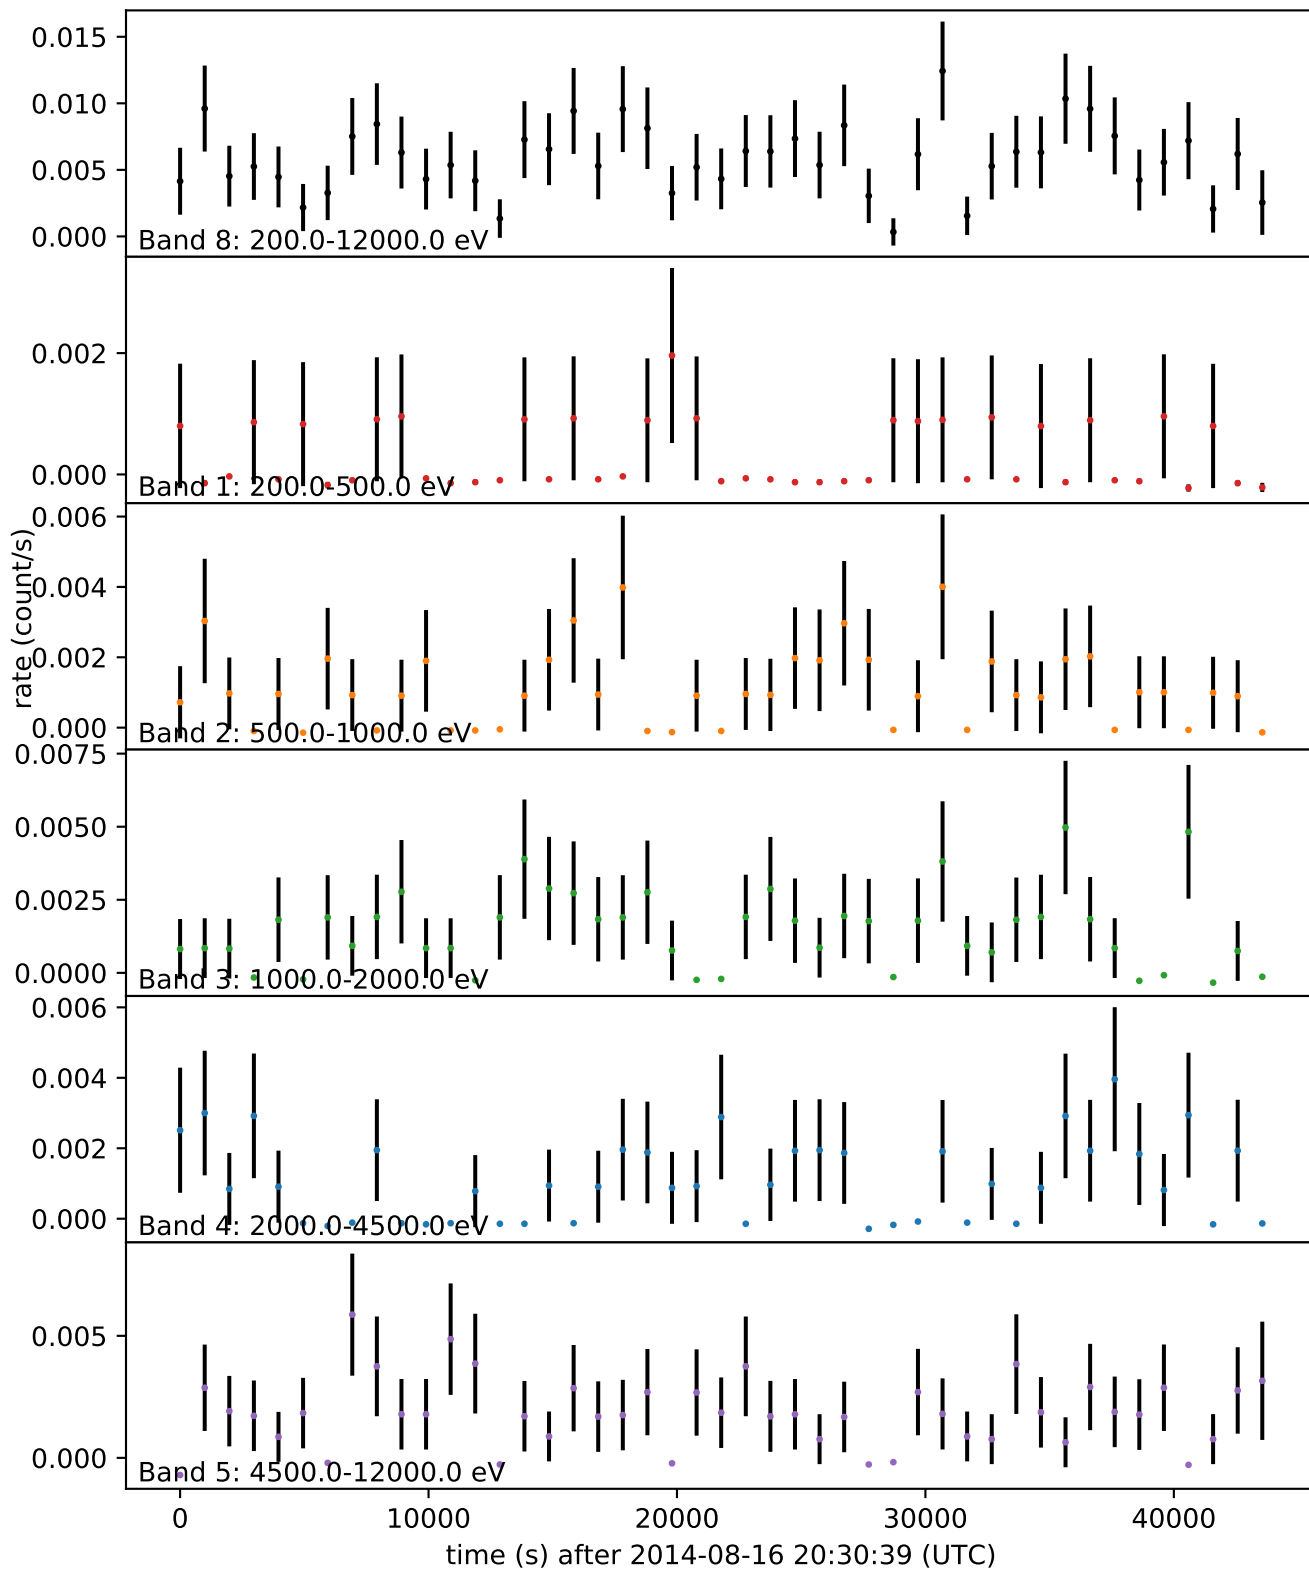 0.015
0.010
0.005
0.000
Band 8: 200.0-12000.0 eV
0.002
0.000
Band 1: 200.0-500.0 eV
rate (count/s)
0.006
0.004
0.002
0.000
Band 2: 500.0-1000.0 eV
0.0075
0.0050
0.0025
0.0000
Band 3: 1000.0-2000.0 eV
0.006
0.004
0.002
0.000
Band 4: 2000.0-4500.0 eV
0.005
0.000
Band 5: 4500.0-12000.0 eV
0 10000 20000 30000 40000
time (s) after 2014-08-16 20:30:39 (UTC)